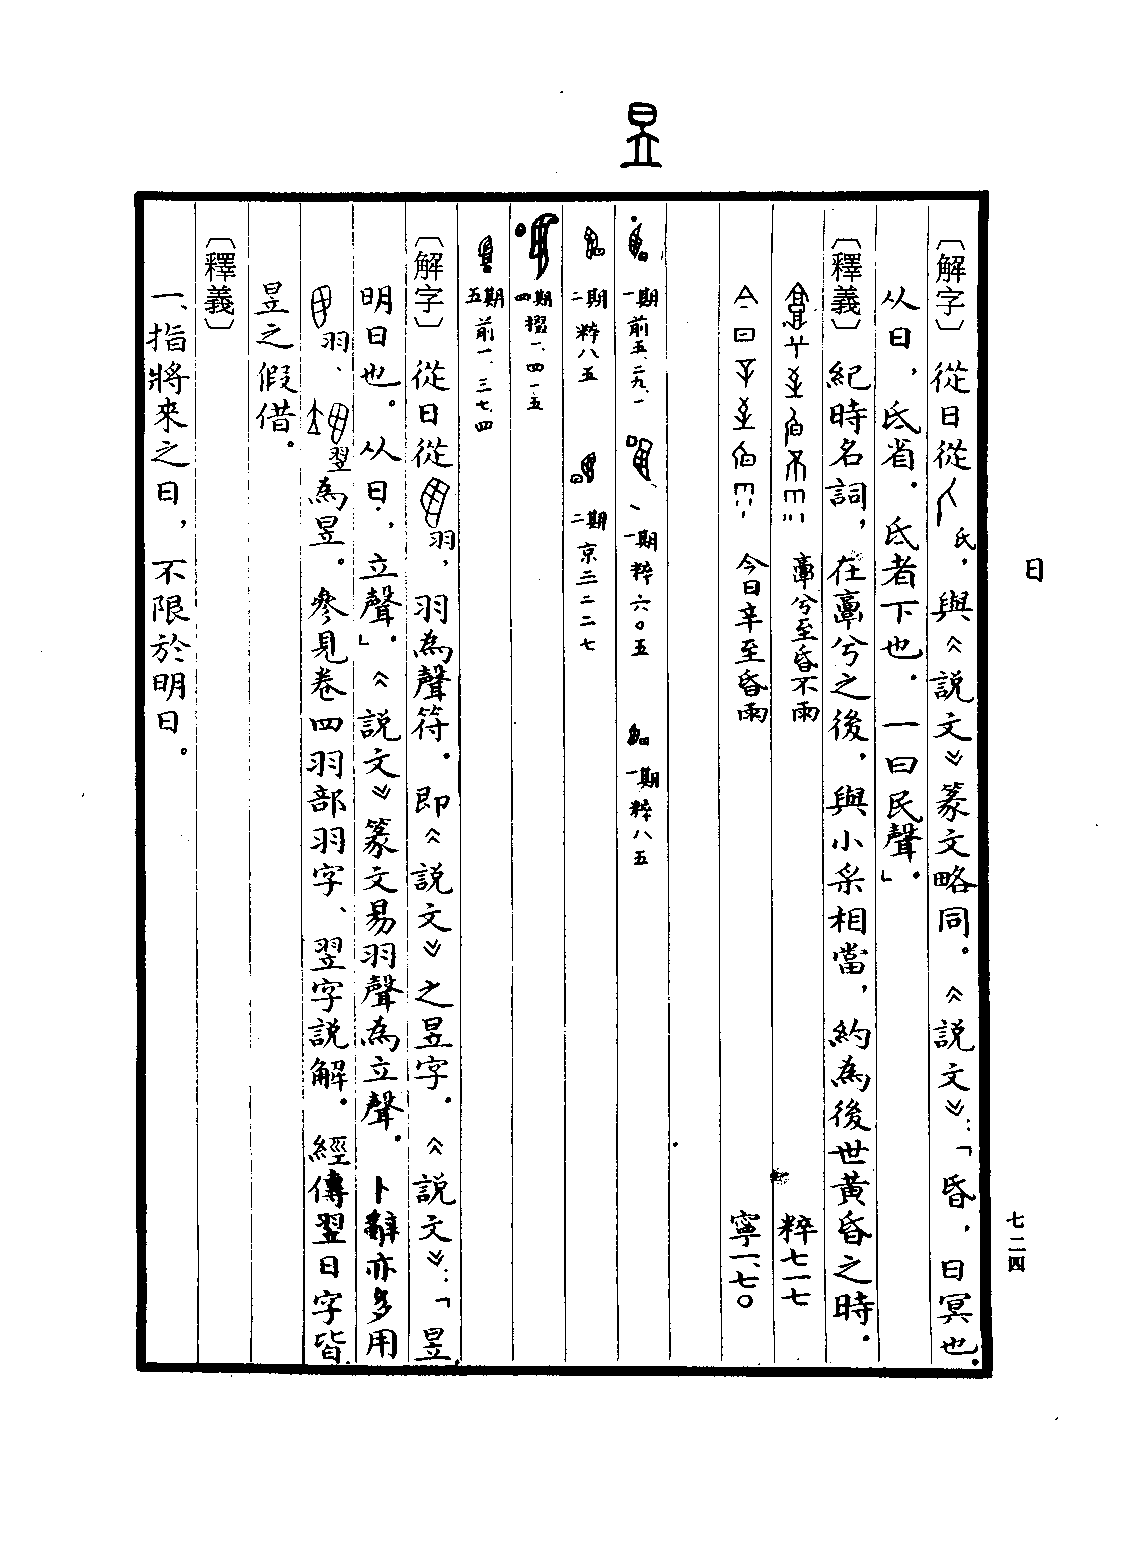 日
七二四
〔解字〕從日從氏，與《說文》篆文略同。《說文》：「昏，日冥也。
从日，氐省。氐者下也。一曰民聲。」
〔釋義〕紀時名詞，在𩫖兮之後，與小采相當，約為後世黃昏之時。
𩫖兮至昏不雨 粹七一七
今日辛至昏雨 寧一、七〇
昱
一期 前五、二九、一 一期 粹六〇五 一期 粹八五
二期 粹八五 二期 京三二二七
四期 摭一、四一五
五期 前一、三七、四
〔解字〕從日從羽，羽為聲符。即《說文》之昱字。《說文》：「昱，
明日也。从日，立聲。」《說文》篆文易羽聲為立聲。卜辭亦多用
羽、翌為昱。參見卷四羽部羽字、翌字說解。經傳翌日字皆
昱之假借。
〔釋義〕
一、指將來之日，不限於明日。